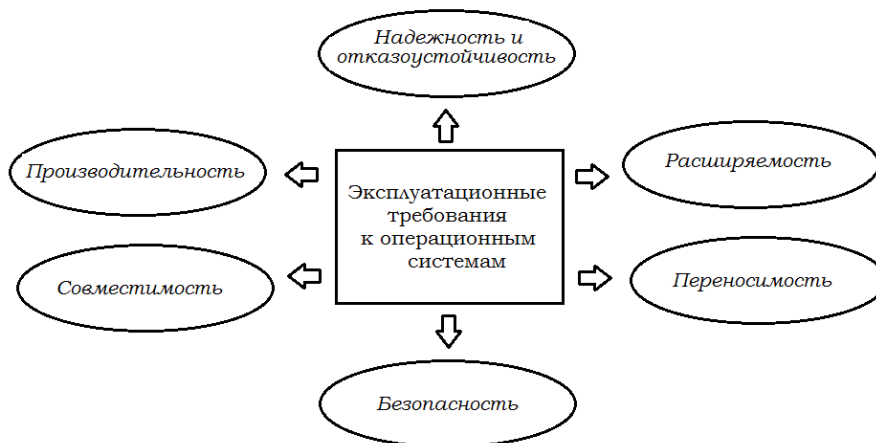 Надежность и
отказоустойчивость
Производительность
Расширяемость
Эксплуатационные
требования
к операционным
системам
Совместимость
Переносимость
Безопасность